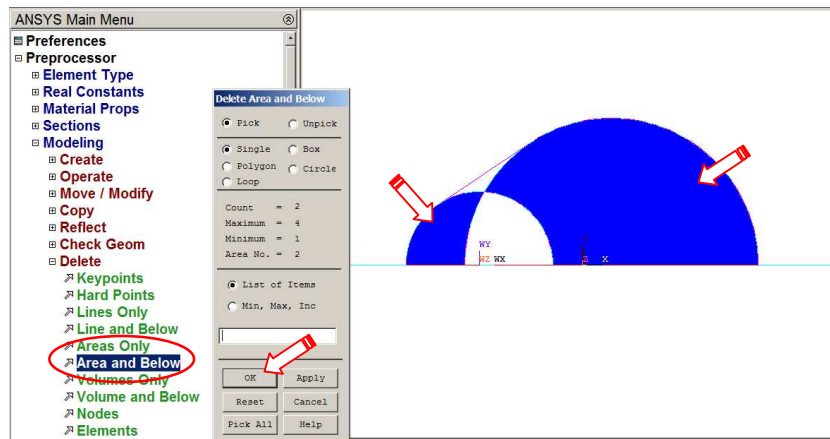 ANSYS Main Menu
Preferences
Preprocessor
Element Type
Real Constants
Material Props
Sections
Modeling
Create
Operate
Move / Modify
Copy
Reflect
Check Geom
Delete
Keypoints
Hard Points
Lines Only
Line and Below
Areas Only
Area and Below
Volumes Only
Volume and Below
Nodes
Elements
Delete Area and Below
Pick Unpick
Single Box
Polygon Circle
Loop
Count = 2
Maximum = 4
Minimum = 1
Area No. = 2
List of Items
Min, Max, Inc
OK Apply
Reset Cancel
Pick All Help
WY
WZ WX
Z X